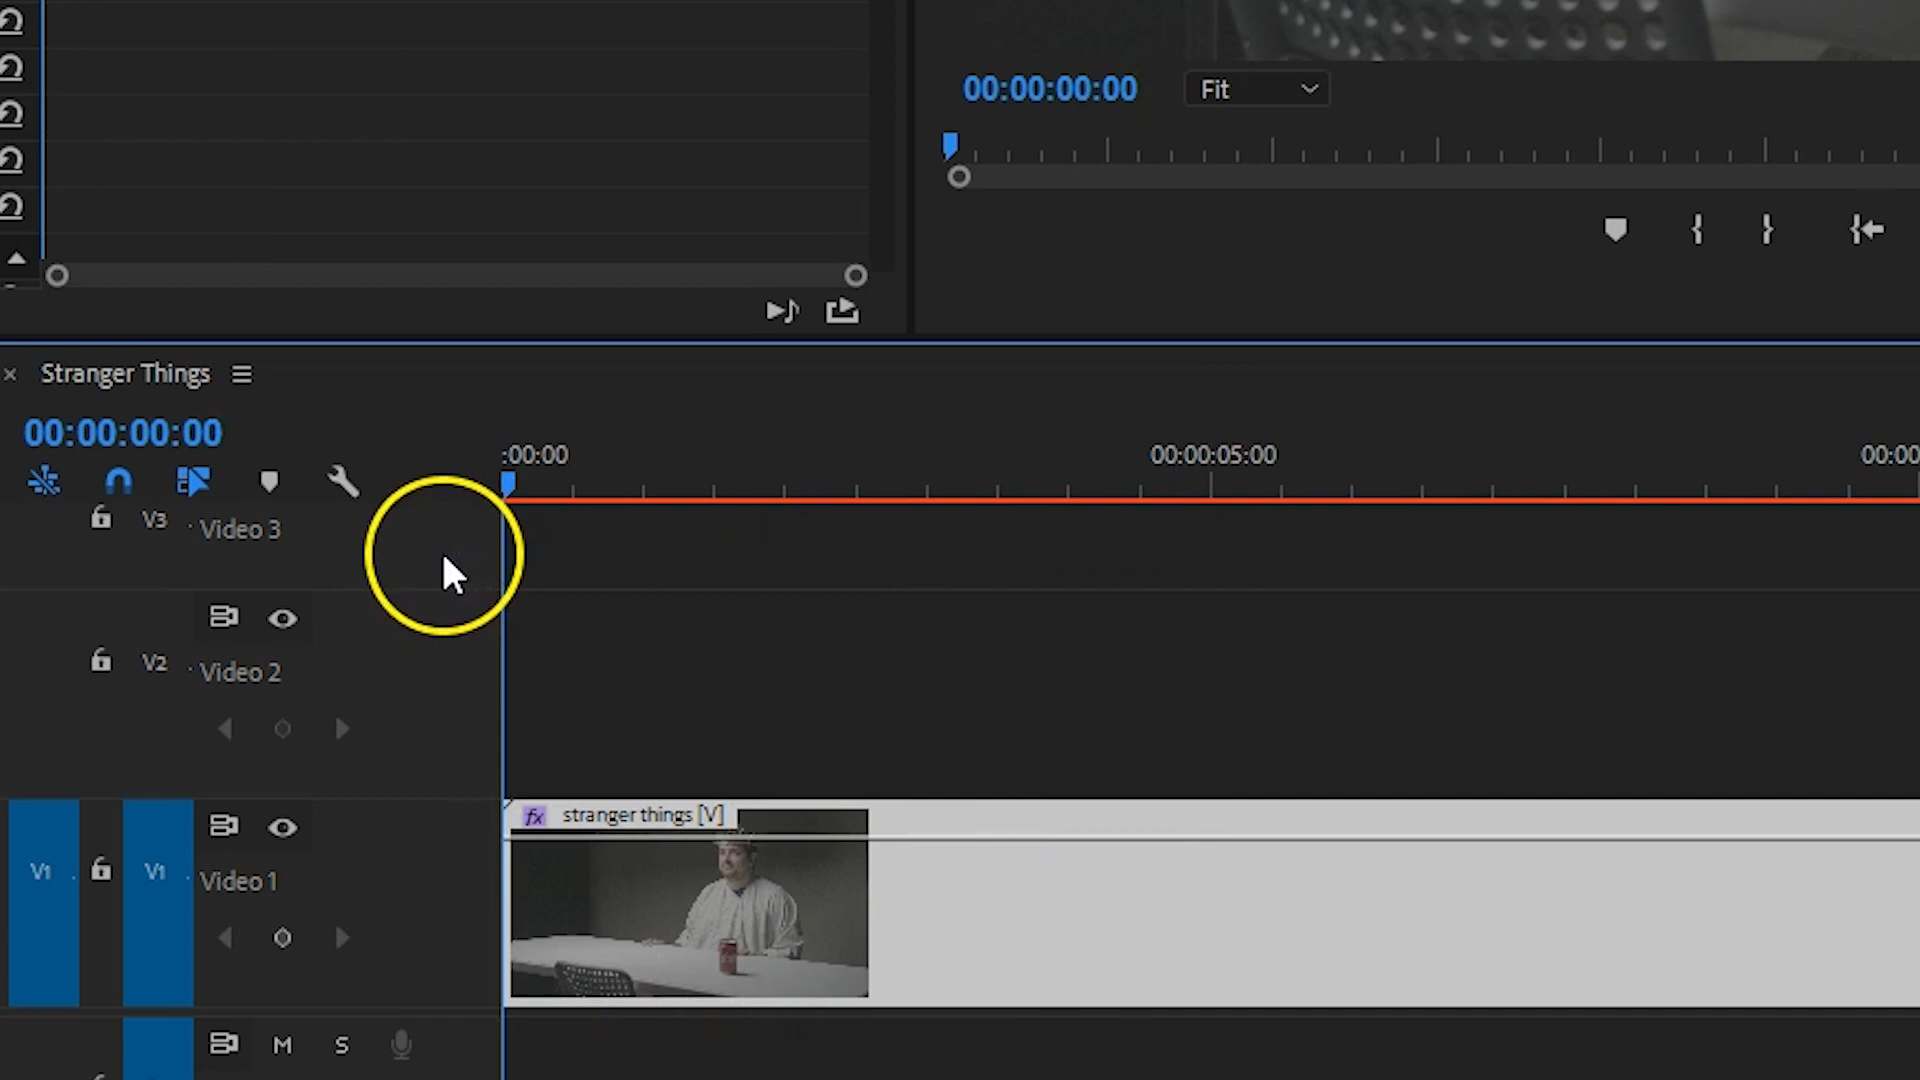 00:00:00:00
Fit
Stranger Things
00:00:00:00
:00:00
00:00:05:00
00:00
V3
Video 3
V2
Video 2
fx
stranger things [V]
V1
V1
Video 1
M
S